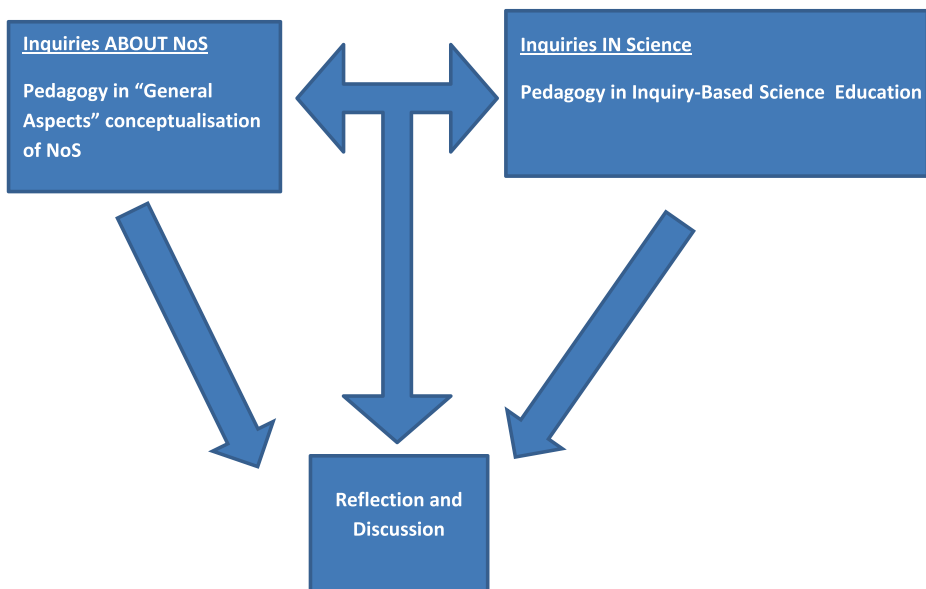 Inquiries ABOUT NoS
Pedagogy in “General
Aspects” conceptualisation
of NoS
Inquiries IN Science
Pedagogy in Inquiry-Based Science Education
Reflection and
Discussion